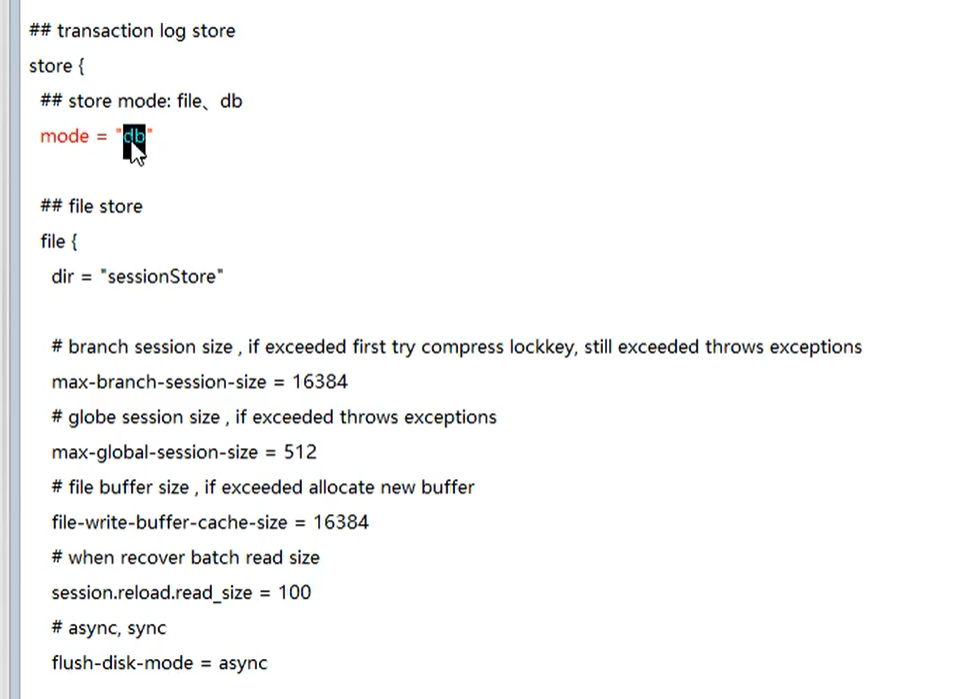 ## transaction log store
store {
## store mode: file、db
mode = "db"
## file store
file {
dir = "sessionStore"
# branch session size , if exceeded first try compress lockkey, still exceeded throws exceptions
max-branch-session-size = 16384
# globe session size , if exceeded throws exceptions
max-global-session-size = 512
# file buffer size , if exceeded allocate new buffer
file-write-buffer-cache-size = 16384
# when recover batch read size
session.reload.read_size = 100
# async, sync
flush-disk-mode = async